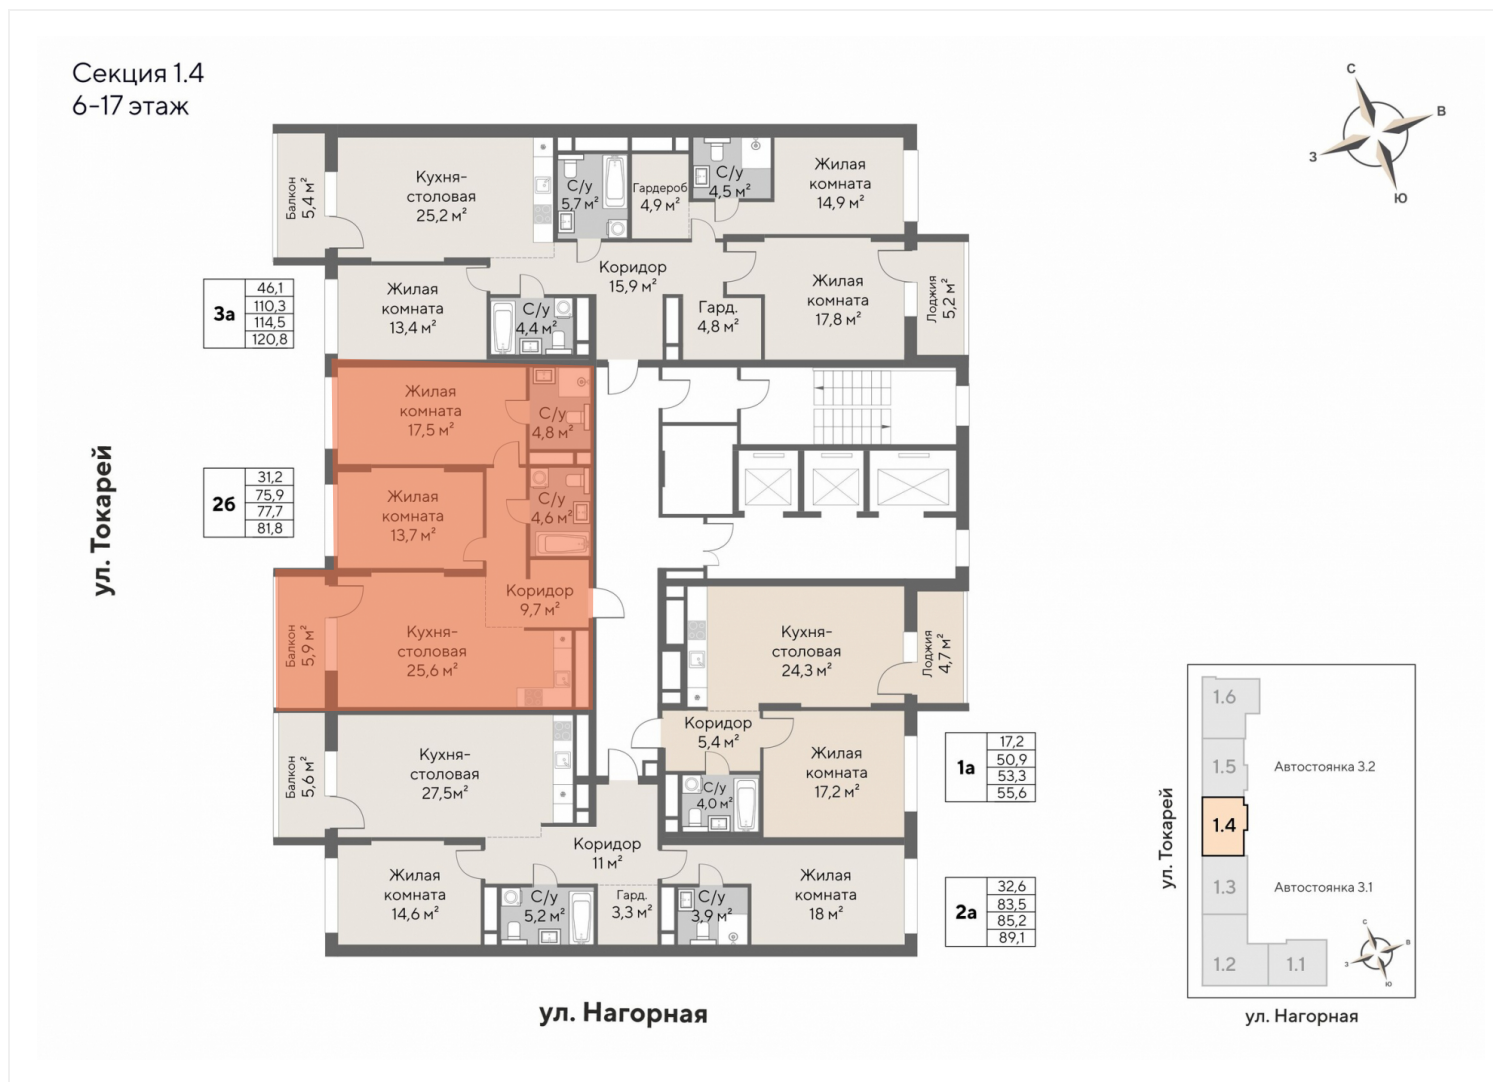 Секция 1.4
6-17 этаж
С
В
З
Ю
Балкон
5,4 м²
Кухня-
столовая
25,2 м²
С/у
5,7 м²
Гардероб
4,9 м²
С/у
4,5 м²
Жилая
комната
14,9 м²
Коридор
15,9 м²
Жилая
комната
17,8 м²
Лоджия
5,2 м²
3а
46,1
110,3
114,5
120,8
Жилая
комната
13,4 м²
С/у
4,4 м²
Гард.
4,8 м²
Жилая
комната
17,5 м²
С/у
4,8 м²
ул. Токарей
2б
31,2
75,9
77,7
81,8
Жилая
комната
13,7 м²
С/у
4,6 м²
Коридор
9,7 м²
Балкон
5,9 м²
Кухня-
столовая
25,6 м²
Кухня-
столовая
24,3 м²
Лоджия
4,7 м²
Коридор
5,4 м²
Балкон
5,6 м²
Кухня-
столовая
27,5м²
Жилая
комната
17,2 м²
С/у
4,0 м²
1а
17,2
50,9
53,3
55,6
Коридор
11 м²
Жилая
комната
14,6 м²
С/у
5,2 м²
Гард.
3,3 м²
С/у
3,9 м²
Жилая
комната
18 м²
2а
32,6
83,5
85,2
89,1
ул. Нагорная
1.6
1.5
Автостоянка 3.2
1.4
ул. Токарей
1.3
Автостоянка 3.1
1.2
1.1
С
В
З
Ю
ул. Нагорная